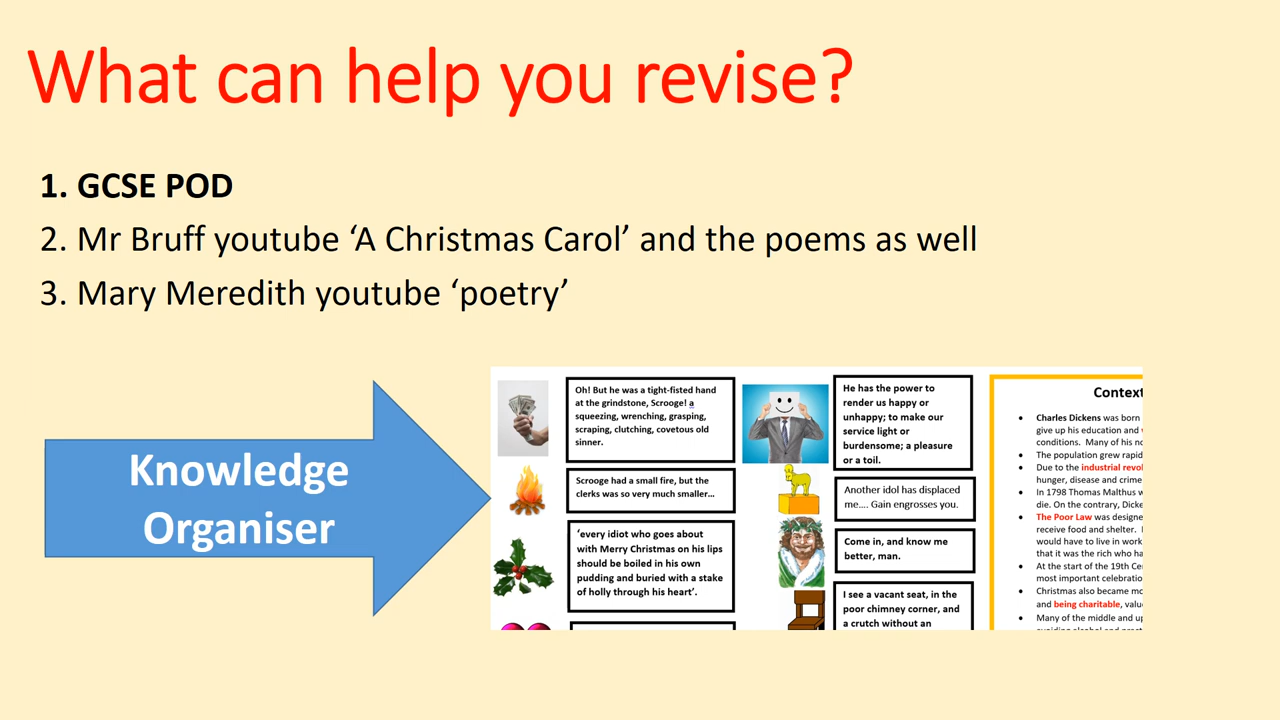 What can help you revise?
1. GCSE POD
2. Mr Bruff youtube ‘A Christmas Carol’ and the poems as well
3. Mary Meredith youtube ‘poetry’
Knowledge
Organiser
Oh! But he was a tight-fisted hand
at the grindstone, Scrooge! a
squeezing, wrenching, grasping,
scraping, clutching, covetous old
sinner.
Scrooge had a small fire, but the
clerks was so very much smaller…
‘every idiot who goes about
with Merry Christmas on his lips
should be boiled in his own
pudding and buried with a stake
of holly through his heart’.
He has the power to
render us happy or
unhappy; to make our
service light or
burdensome; a pleasure
or a toil.
Another idol has displaced
me…. Gain engrosses you.
Come in, and know me
better, man.
I see a vacant seat, in the
poor chimney corner, and
a crutch without an
Context
• Charles Dickens was born
give up his education and
conditions. Many of his
• The population grew rapid
• Due to the industrial revol
hunger, disease and crime
• In 1798 Thomas Malthus
die. On the contrary, Dicke
• The Poor Law was designe
receive food and shelter.
would have to live in work
that it was the rich who ha
• At the start of the 19th Cen
most important celebratio
• Christmas also became mo
and being charitable, valu
• Many of the middle and up